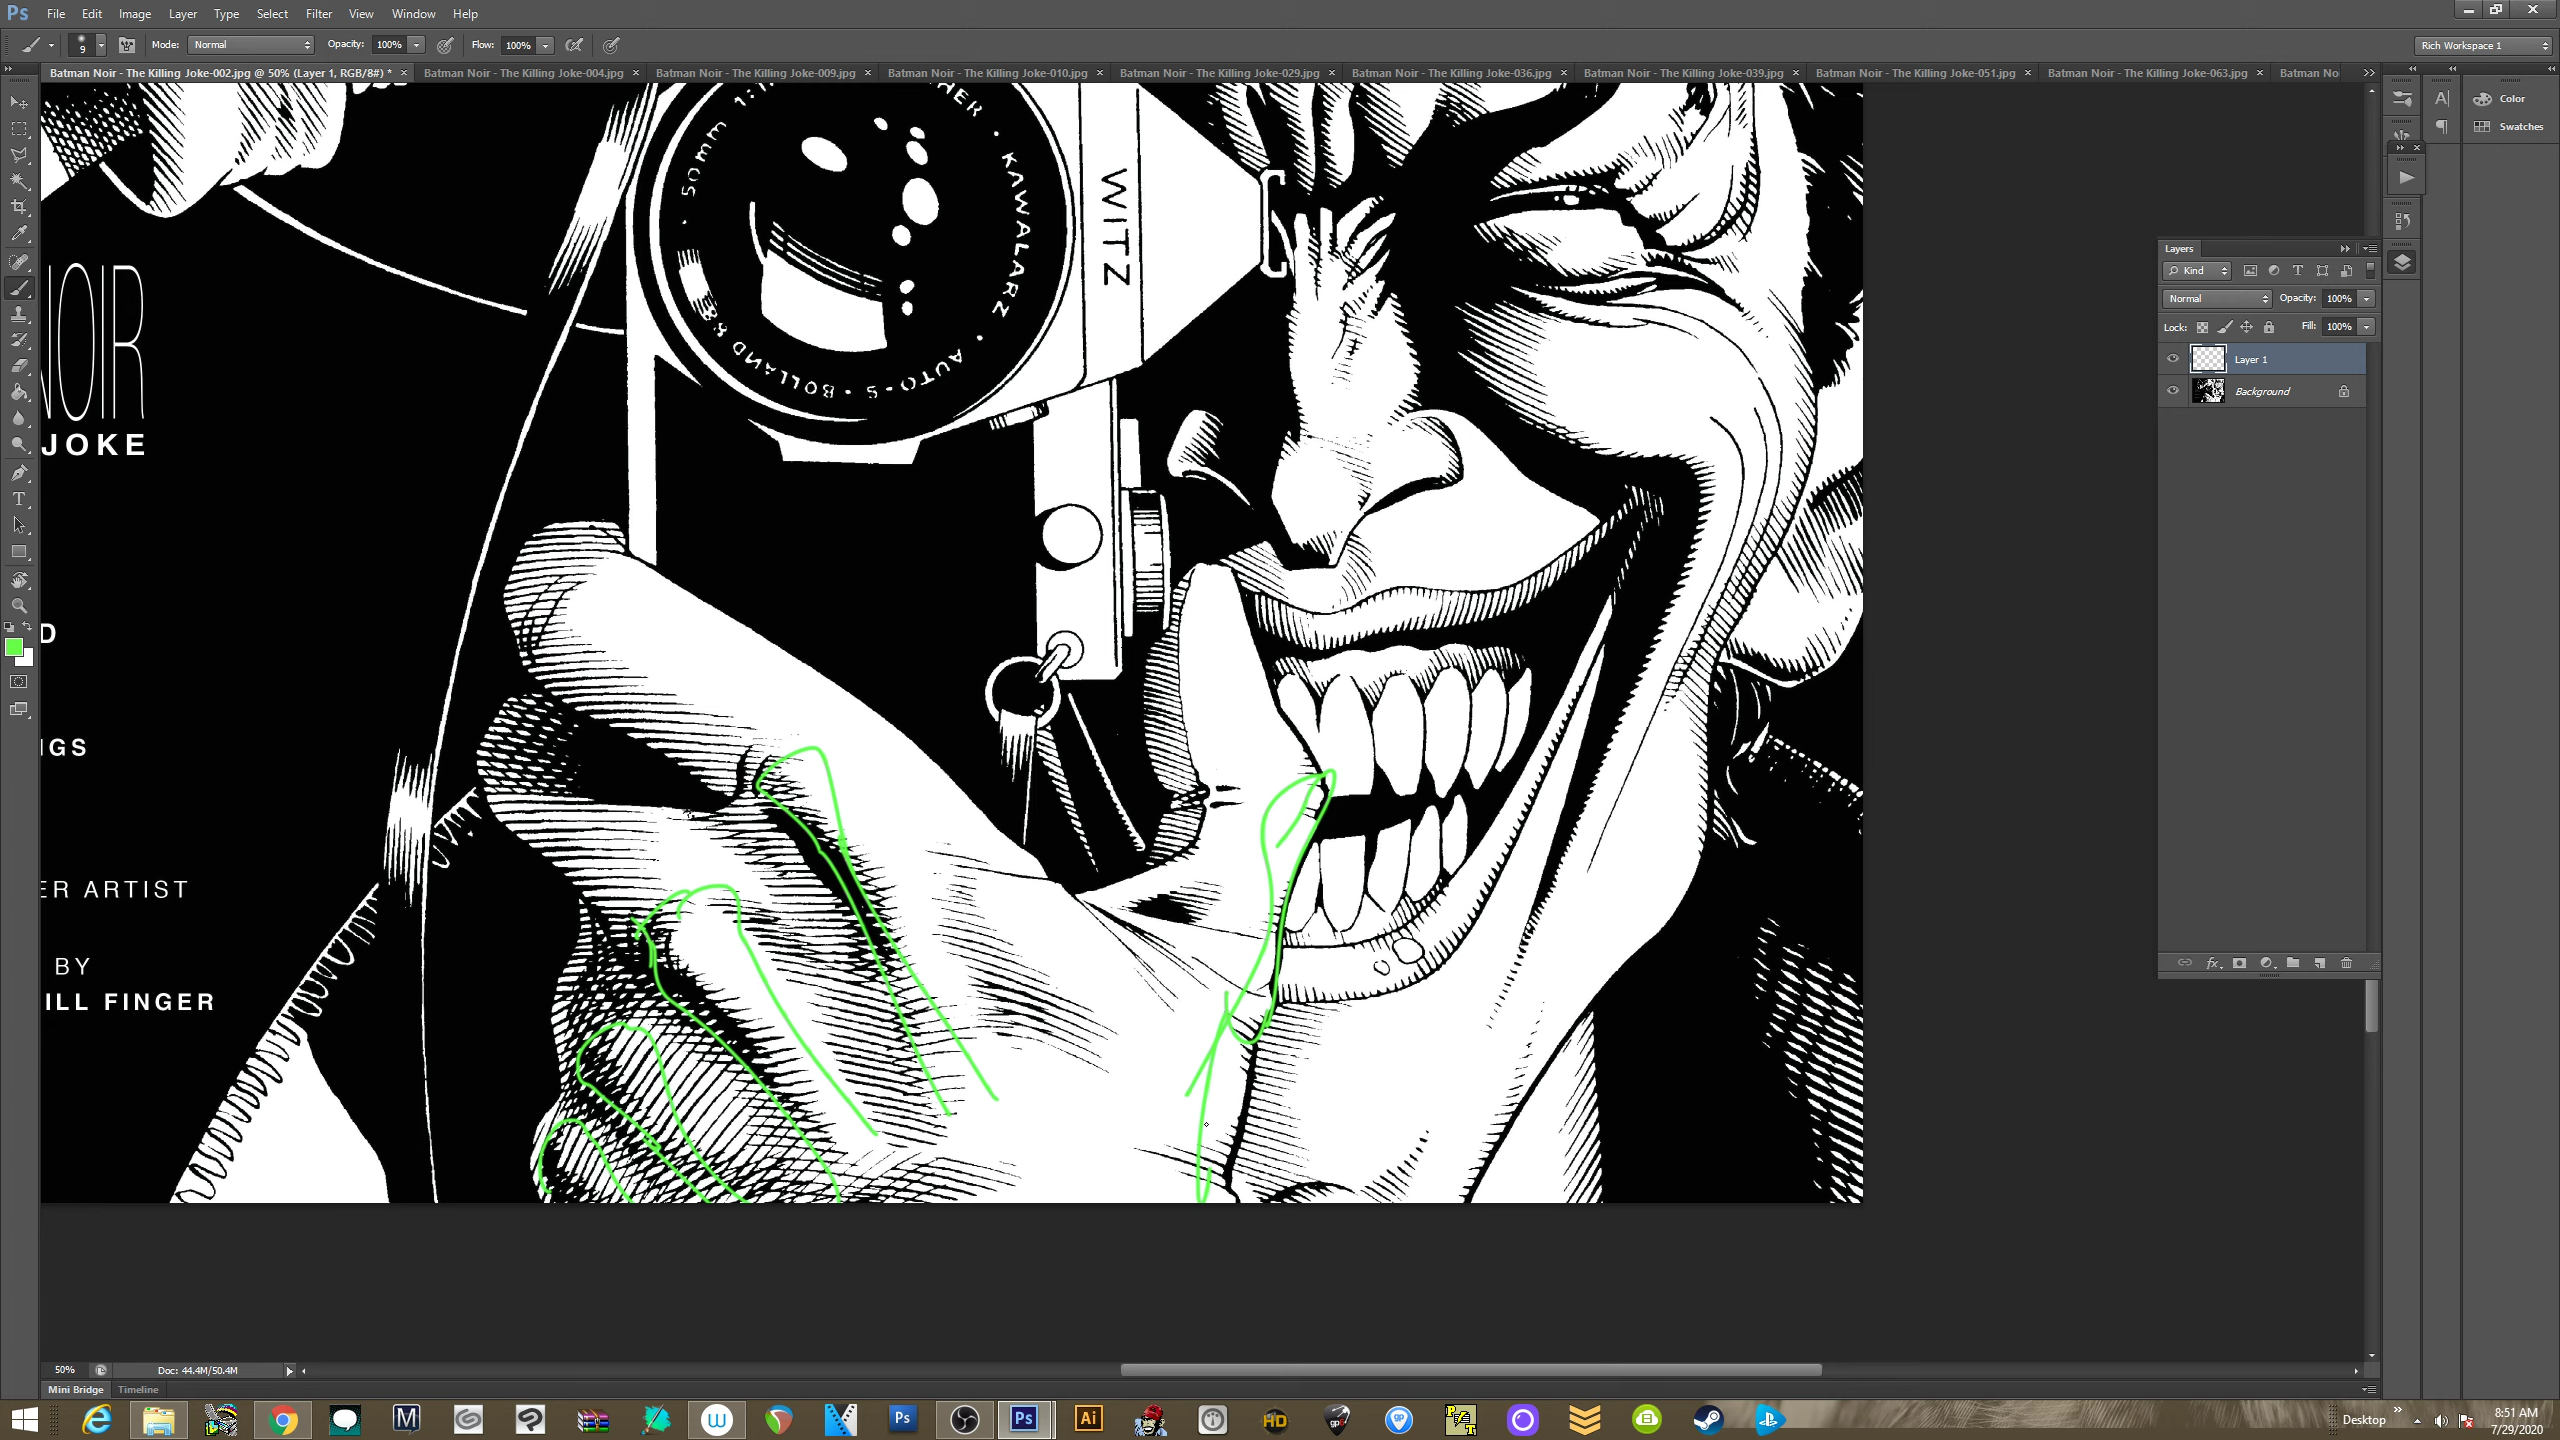 Ps File Edit Image Layer Type Select Filter View Window Help
9 Mode: Normal Opacity: 100% Flow: 100% Rich Workspace 1
Batman Noir - The Killing Joke-002.jpg @ 50% (Layer 1, RGB/8#) * × Batman Noir - The Killing Joke-004.jpg × Batman Noir - The Killing Joke-009.jpg × Batman Noir - The Killing Joke-010.jpg × Batman Noir - The Killing Joke-029.jpg × Batman Noir - The Killing Joke-036.jpg × Batman Noir - The Killing Joke-039.jpg × Batman Noir - The Killing Joke-051.jpg × Batman Noir - The Killing Joke-063.jpg × Batman No
Color
Swatches
50mm
KAWALARZ • AUTO-S • BOLLAND
WITZ
NOIR
JOKE
D
NGS
ER ARTIST
BY
ILL FINGER
Layers
Kind
Normal Opacity: 100%
Lock: Fill: 100%
Layer 1
Background
50% Doc: 44.4M/50.4M
Mini Bridge Timeline
Desktop
8:51 AM
7/29/2020